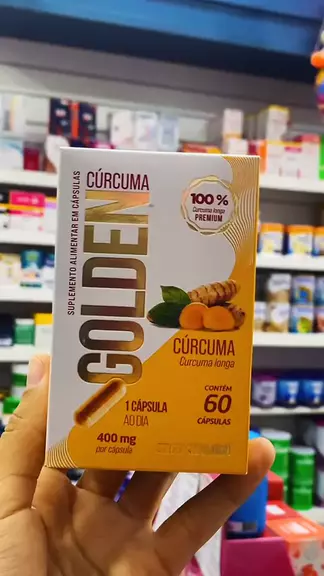 SUPLEMENTO ALIMENTAR EM CÁPSULAS
CÚRCUMA
GOLDEN
100 %
Curcuma longa
PREMIUM
CÚRCUMA
Curcuma longa
1 CÁPSULA
AO DIA
CONTÉM
60
CÁPSULAS
400 mg
por cápsula